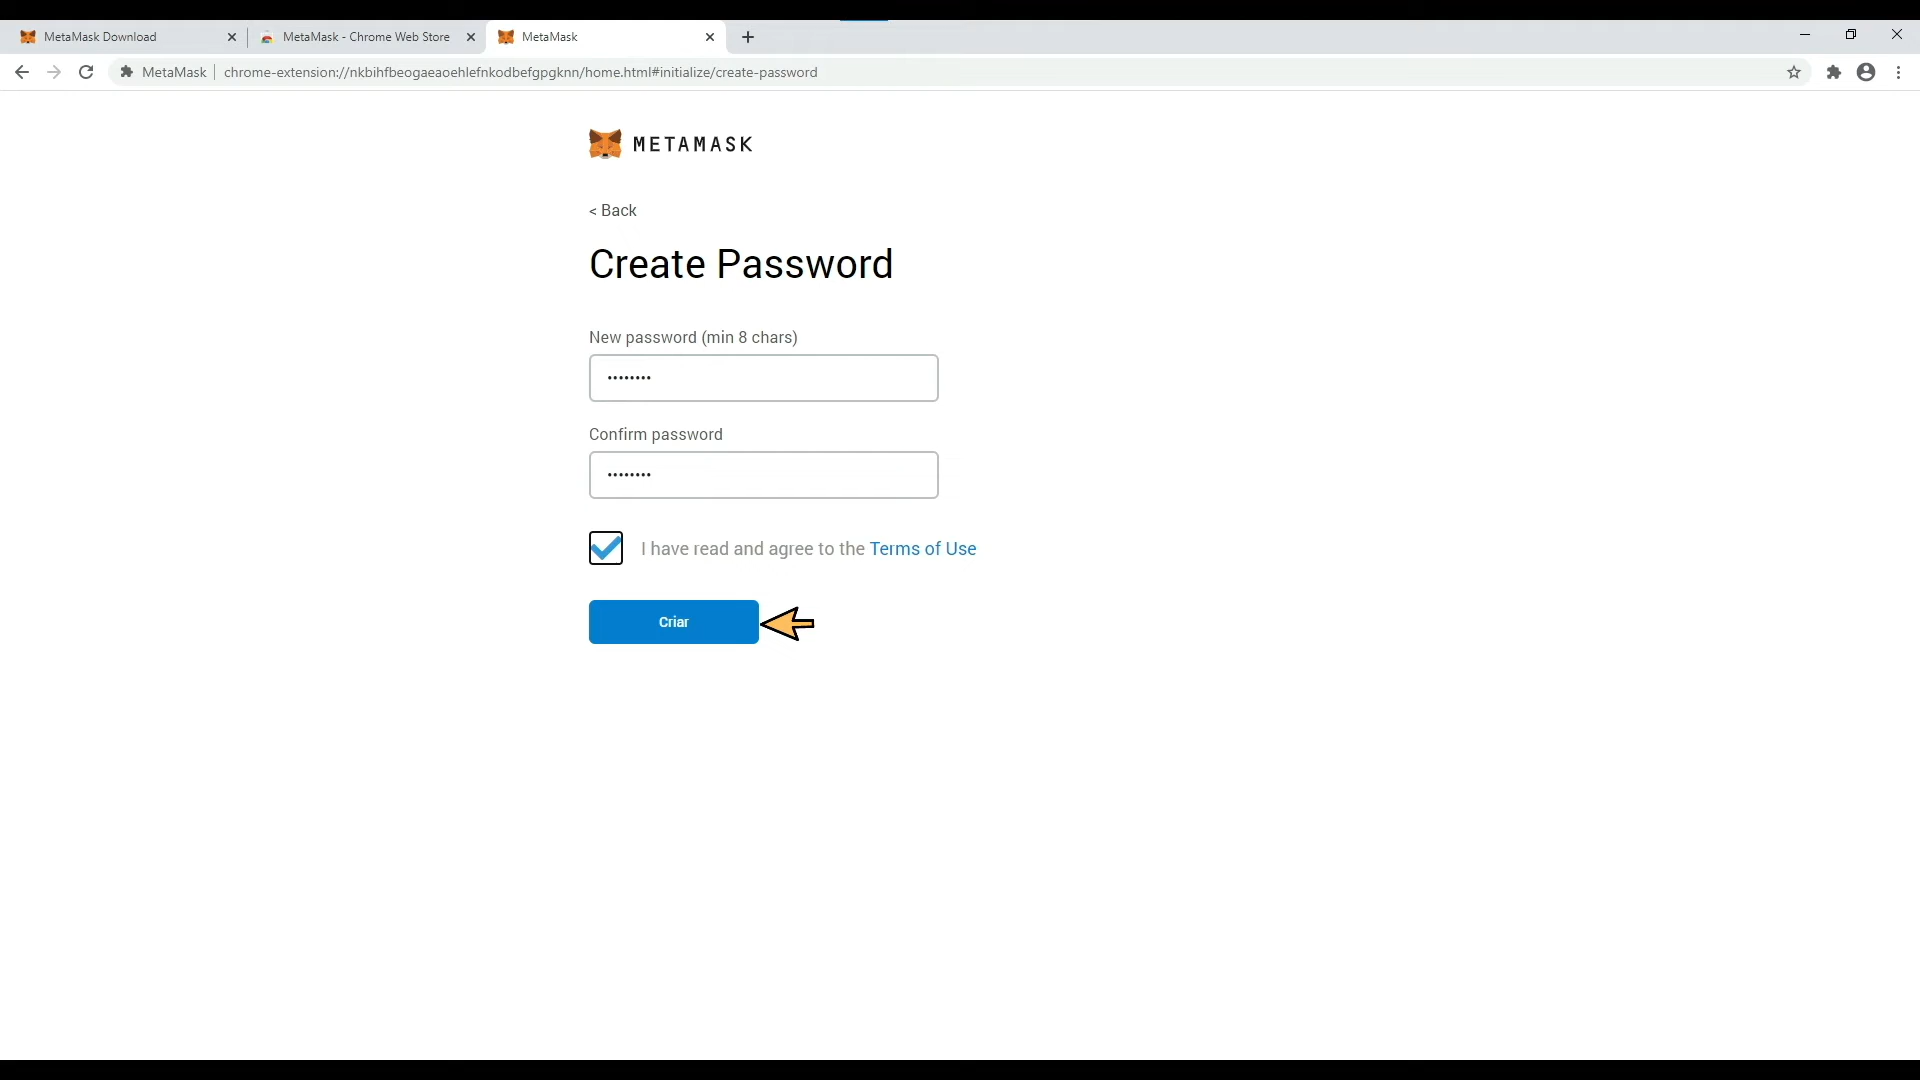 MetaMask Download
MetaMask - Chrome Web Store
MetaMask
MetaMask
chrome-extension://nkbihfbeogaeaoehlefnkodbefgpgknn/home.html#initialize/create-password
METAMASK
< Back
Create Password
New password (min 8 chars)
••••••••
Confirm password
••••••••
I have read and agree to the Terms of Use
Criar